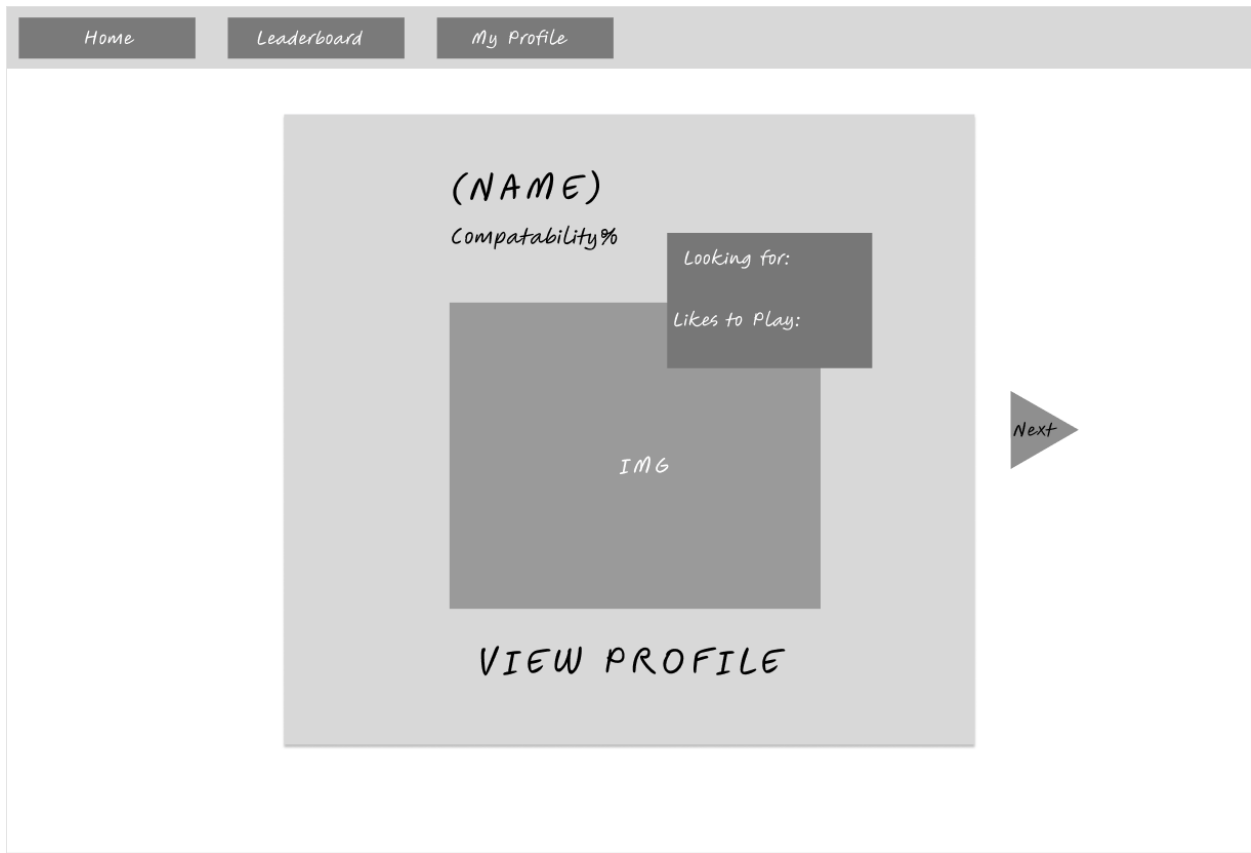 Home
Leaderboard
My Profile
(NAME)
Compatability%
Looking for:
Likes to Play:
IMG
Next
VIEW PROFILE